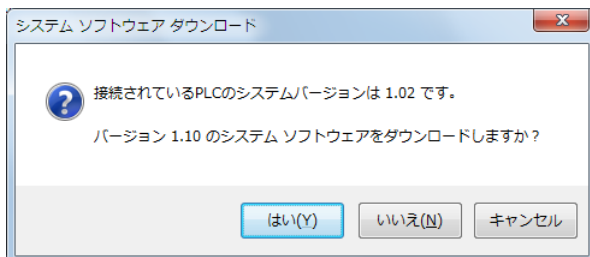 システム ソフトウェア ダウンロード
接続されているPLCのシステムバージョンは 1.02 です。
バージョン 1.10 のシステム ソフトウェアをダウンロードしますか？
はい(Y) いいえ(N) キャンセル